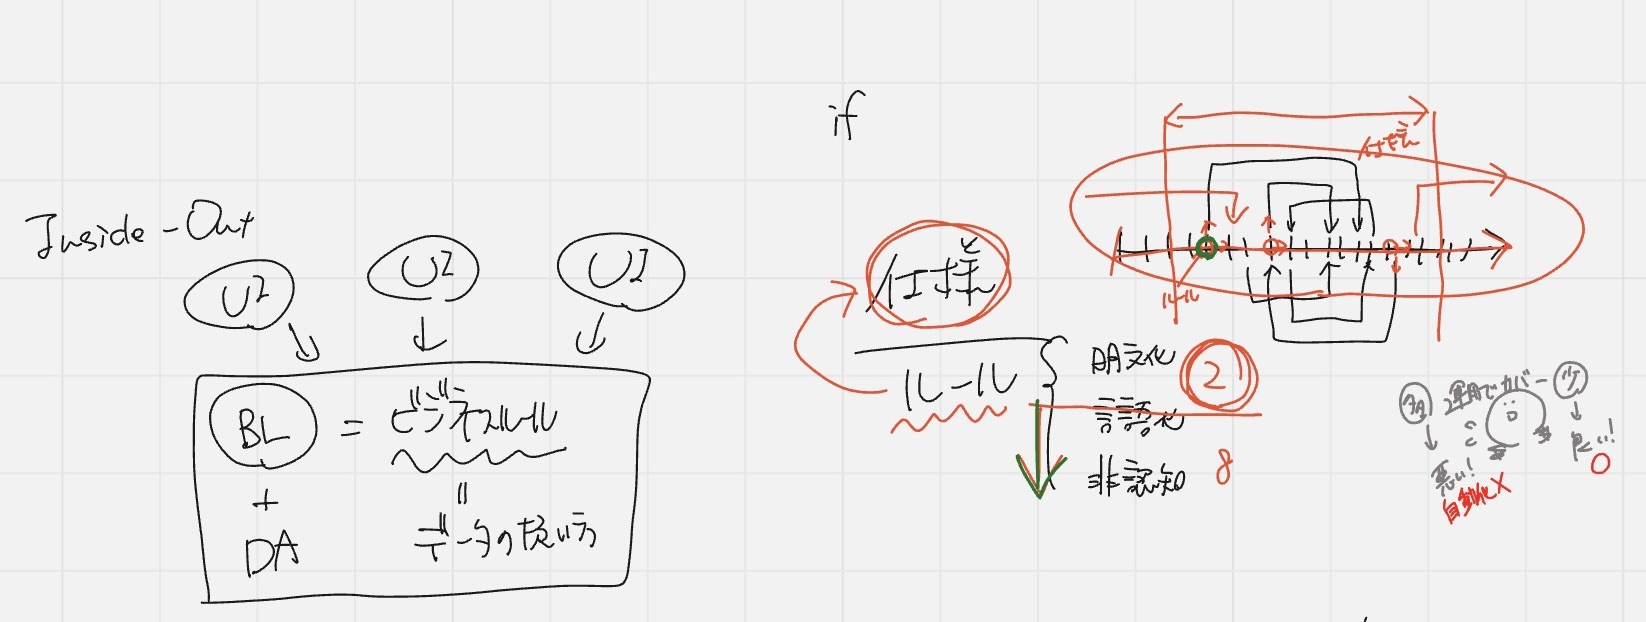 Inside-Out
UI
UI
UI
BL = ビジネスルール
+
=
DA
データの扱い方
if
仕様
ルール
明文化
言語化
非認知
2
8
仕様
ルール
多
運用でカバー
少
悪い!
自動化×
良い!
○